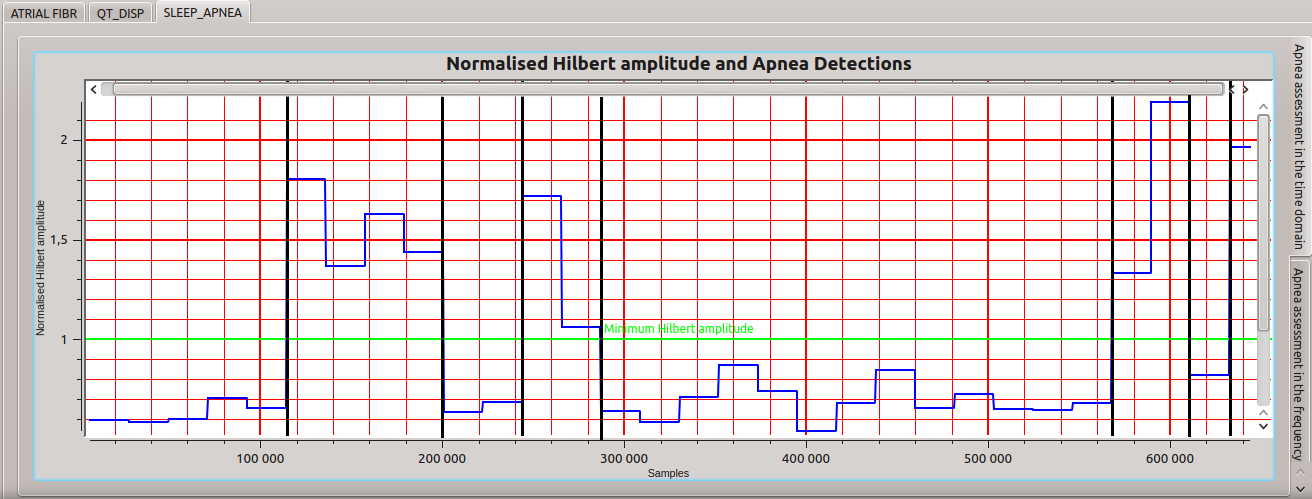 ATRIAL FIBR QT_DISP SLEEP_APNEA
Normalised Hilbert amplitude and Apnea Detections
Normalised Hilbert amplitude
2
1,5
1
Minimum Hilbert amplitude
100 000 200 000 300 000 400 000 500 000 600 000
Samples
Apnea assessment in the time domain
Apnea assessment in the frequency